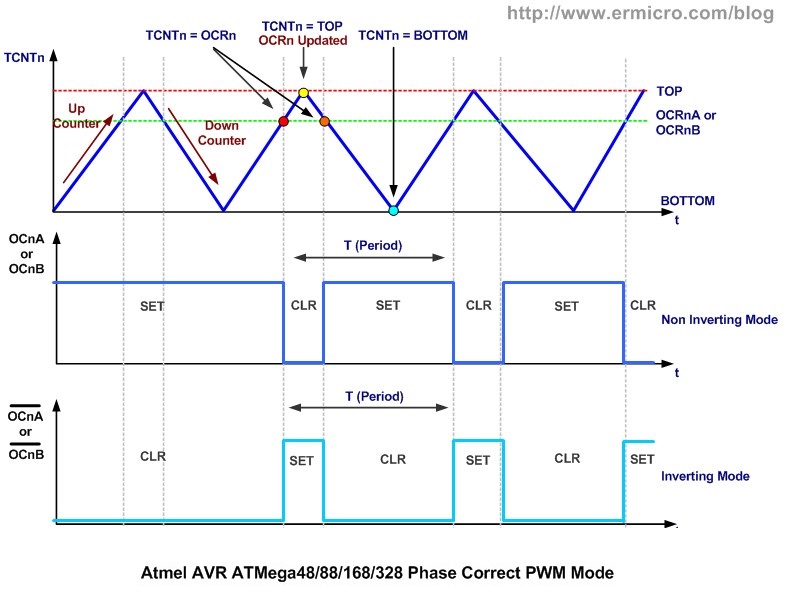 http://www.ermicro.com/blog
TCNTn = TOP
TCNTn = OCRn
OCRn Updated
TCNTn = BOTTOM
TCNTn
TOP
Up
Counter
Down
Counter
OCRnA or
OCRnB
BOTTOM
t
OCnA
or
OCnB
T (Period)
SET
CLR
SET
CLR
SET
CLR
Non Inverting Mode
t
OCnA
or
OCnB
T (Period)
CLR
SET
CLR
SET
CLR
SET
Inverting Mode
Atmel AVR ATMega48/88/168/328 Phase Correct PWM Mode